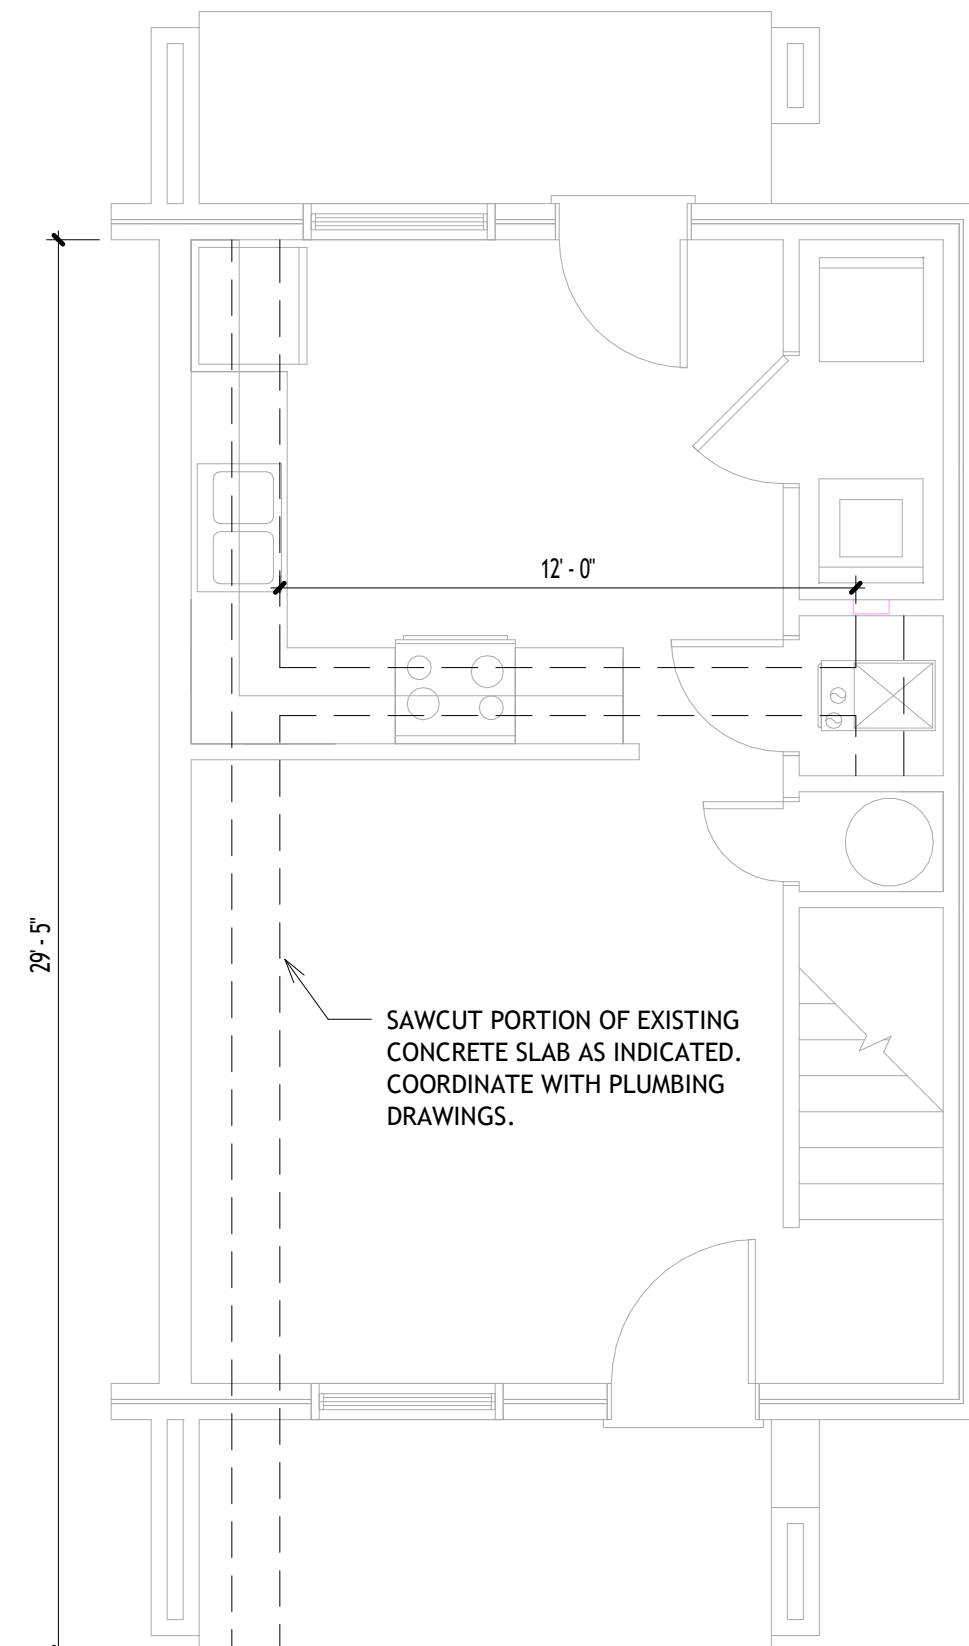 12' - 0"
29' - 5"
SAWCUT PORTION OF EXISTING
CONCRETE SLAB AS INDICATED.
COORDINATE WITH PLUMBING
DRAWINGS.